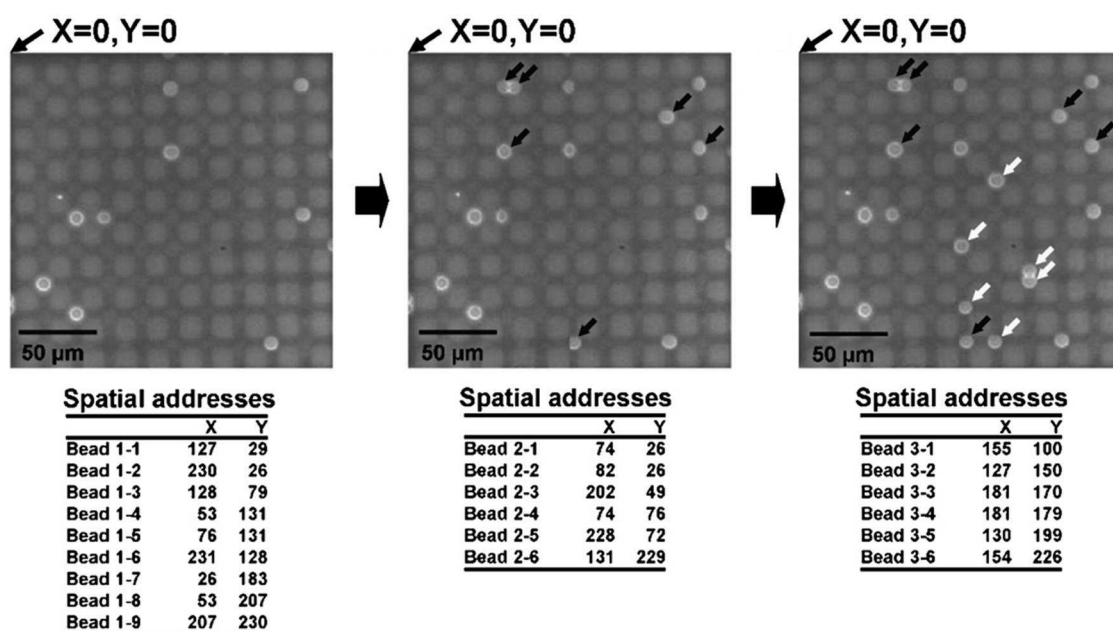 X=0,Y=0 X=0,Y=0 X=0,Y=0
50 µm 50 µm 50 µm
Spatial addresses
X Y
Bead 1-1 127 29
Bead 1-2 230 26
Bead 1-3 128 79
Bead 1-4 53 131
Bead 1-5 76 131
Bead 1-6 231 128
Bead 1-7 26 183
Bead 1-8 53 207
Bead 1-9 207 230
Spatial addresses
X Y
Bead 2-1 74 26
Bead 2-2 82 26
Bead 2-3 202 49
Bead 2-4 74 76
Bead 2-5 228 72
Bead 2-6 131 229
Spatial addresses
X Y
Bead 3-1 155 100
Bead 3-2 127 150
Bead 3-3 181 170
Bead 3-4 181 179
Bead 3-5 130 199
Bead 3-6 154 226